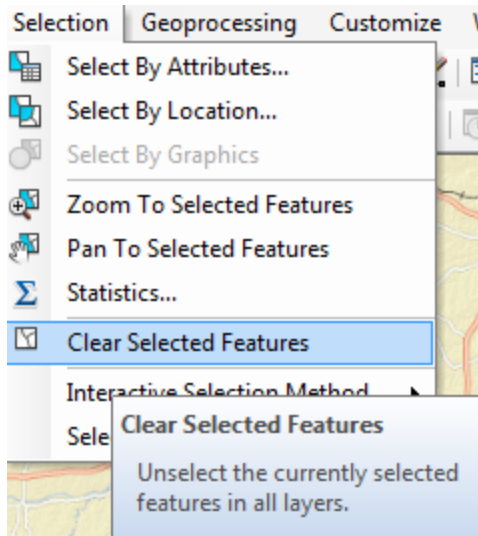 Selection Geoprocessing Customize
Select By Attributes...
Select By Location...
Select By Graphics
Zoom To Selected Features
Pan To Selected Features
Statistics...
Clear Selected Features
Interactive Selection Method
Clear Selected Features
Unselect the currently selected
features in all layers.